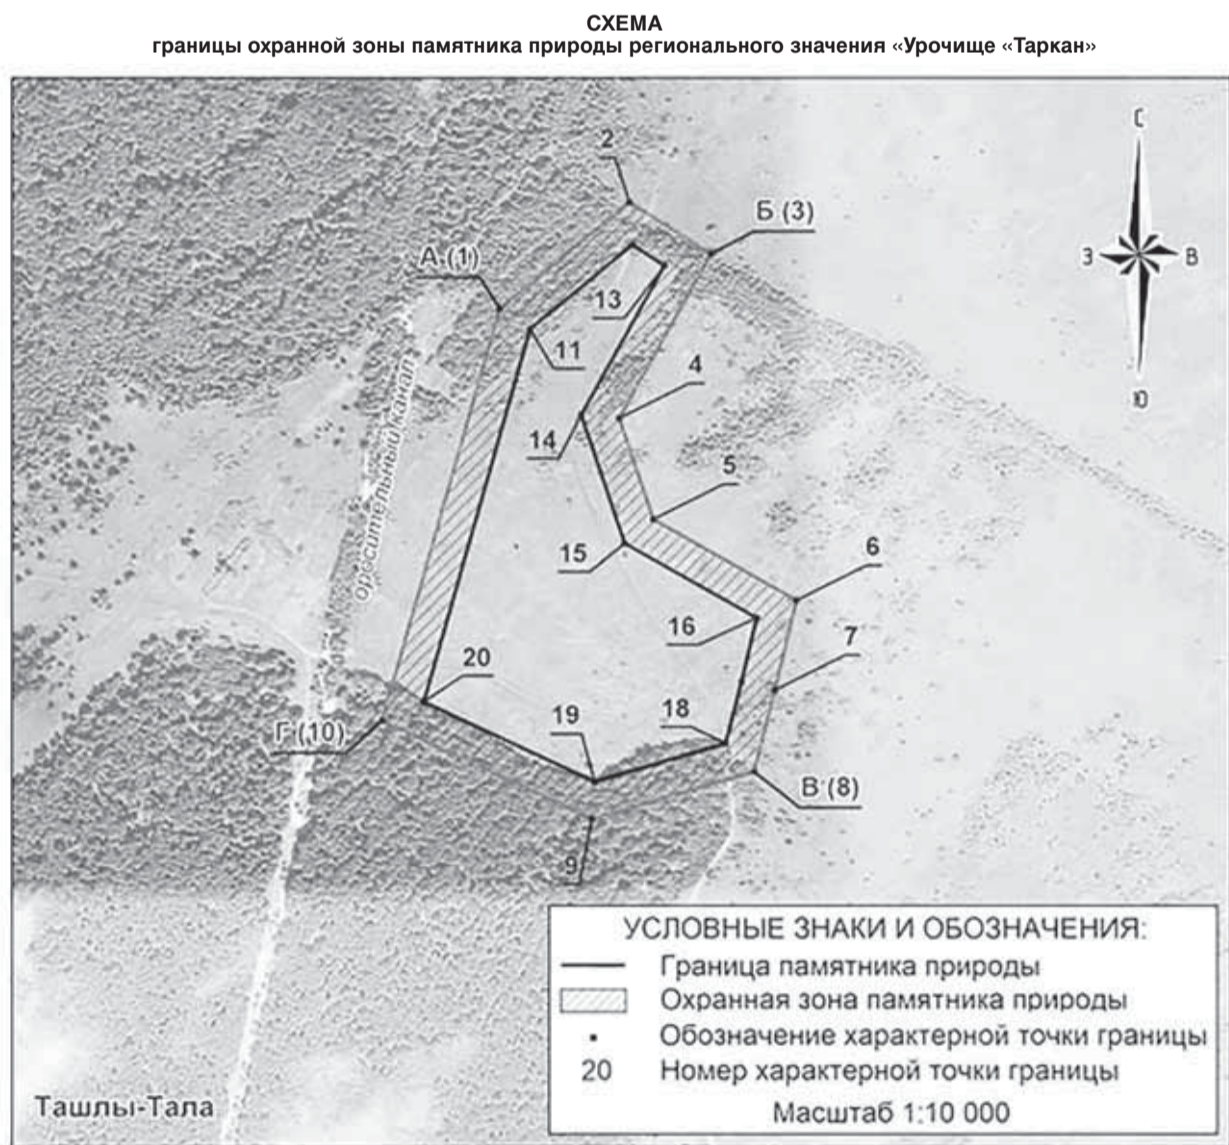 СХЕМА
границы охранной зоны памятника природы регионального значения «Урочище «Таркан»
С
2
Б (3)
А (1)
З
В
13
11
4
Ю
14
5
оросительный канал
15
6
16
7
20
19
18
Г (10)
В (8)
9
УСЛОВНЫЕ ЗНАКИ И ОБОЗНАЧЕНИЯ:
Граница памятника природы
Охранная зона памятника природы
Обозначение характерной точки границы
20 Номер характерной точки границы
Масштаб 1:10 000
Ташлы-Тала